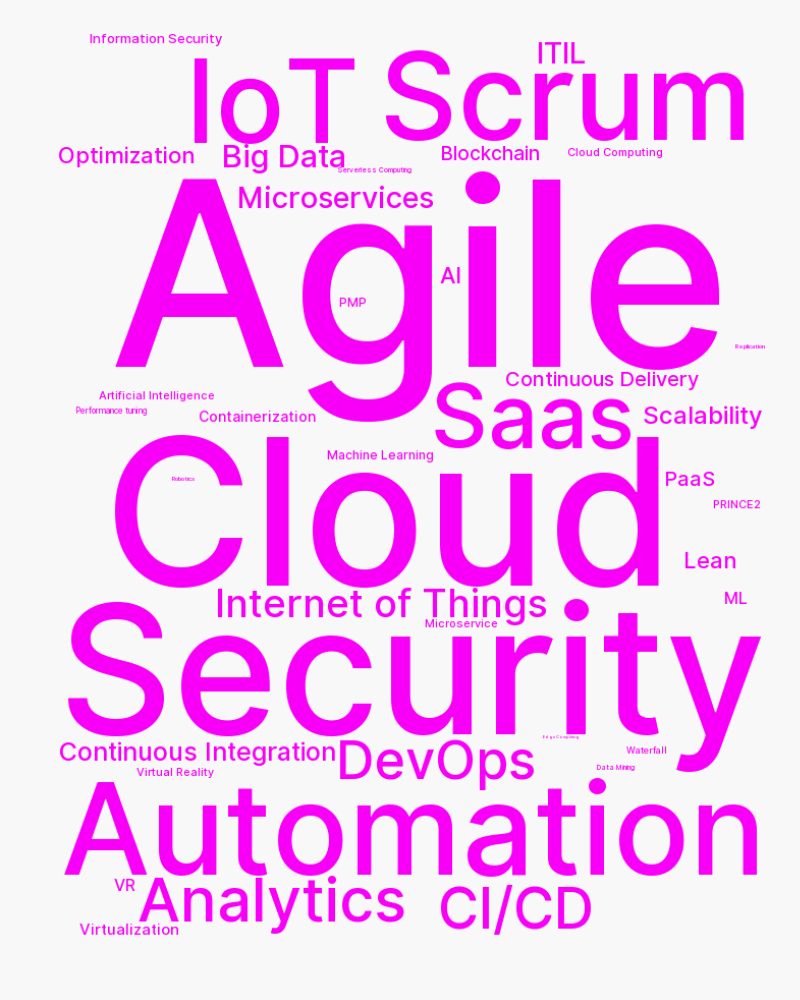 Information Security
ITIL
IoT
Scrum
Optimization
Big Data
Blockchain
Cloud Computing
Serverless Computing
Microservices
Agile
AI
PMP
Explication
Continuous Delivery
Artificial Intelligence
Performance tuning
Containerization
Saas
Scalability
Machine Learning
Cloud
Robotics
PaaS
PRINCE2
Lean
ML
Internet of Things
Microservice
Security
Edge Computing
Continuous Integration
DevOps
Waterfall
Data Mining
Virtual Reality
Automation
VR
Analytics
CI/CD
Virtualization